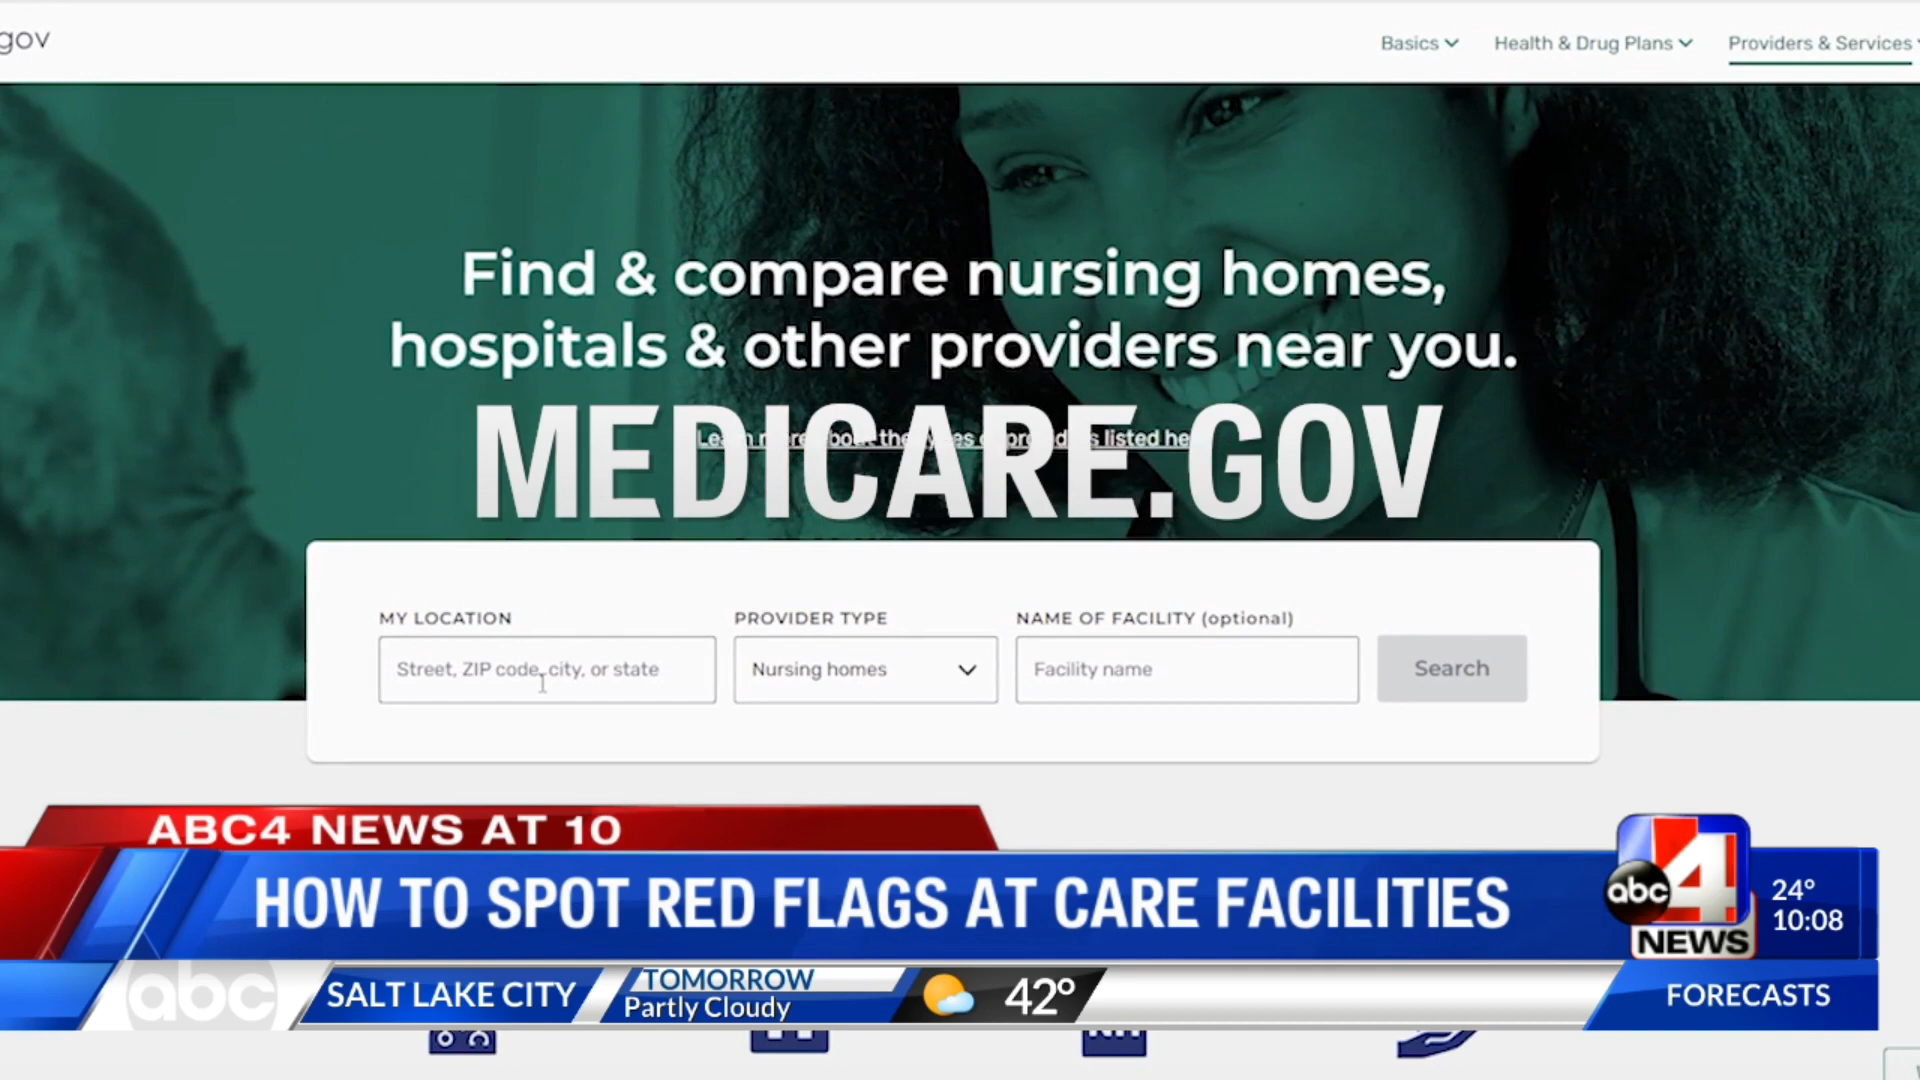 gov
Basics
Health & Drug Plans
Providers & Services
Find & compare nursing homes,
hospitals & other providers near you.
MEDICARE.GOV
listed
MY LOCATION
PROVIDER TYPE
NAME OF FACILITY (optional)
Street, ZIP code, city, or state
Nursing homes
Facility name
Search
ABC4 NEWS AT 10
HOW TO SPOT RED FLAGS AT CARE FACILITIES
abc
4
NEWS
24°
10:08
abc
SALT LAKE CITY
TOMORROW
Partly Cloudy
42°
FORECASTS